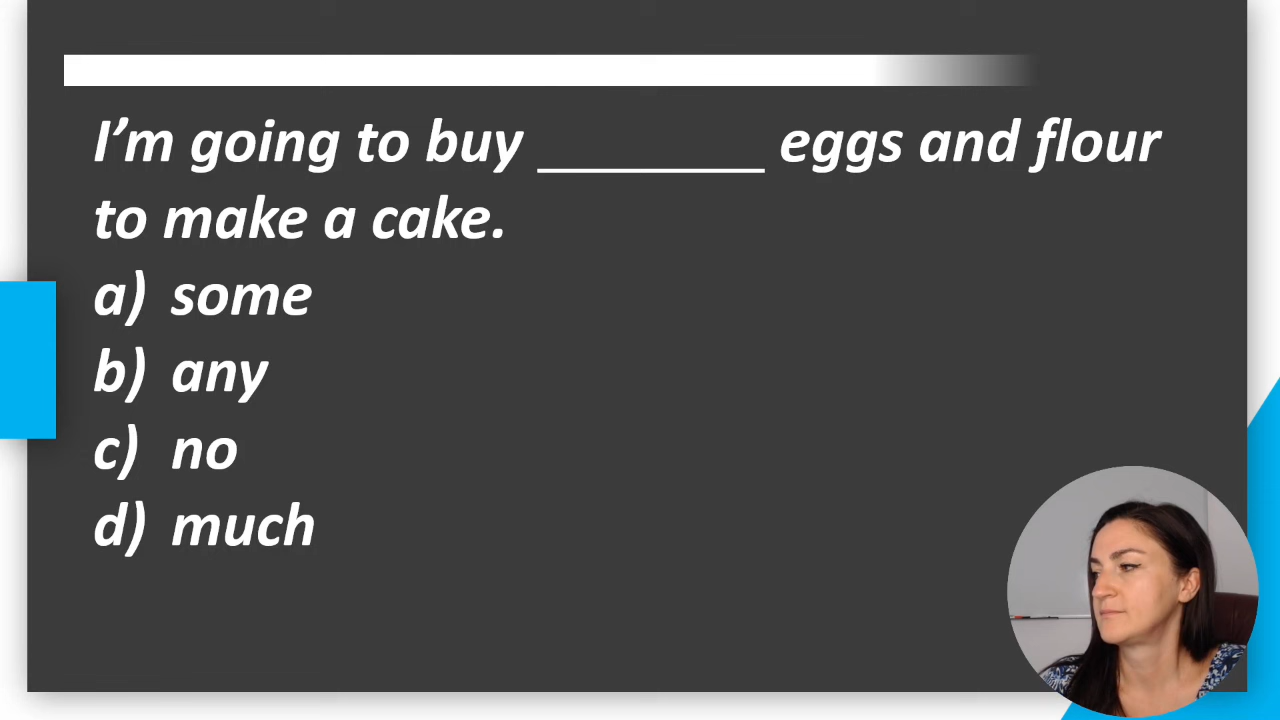 I’m going to buy ________ eggs and flour
to make a cake.
a) some
b) any
c) no
d) much